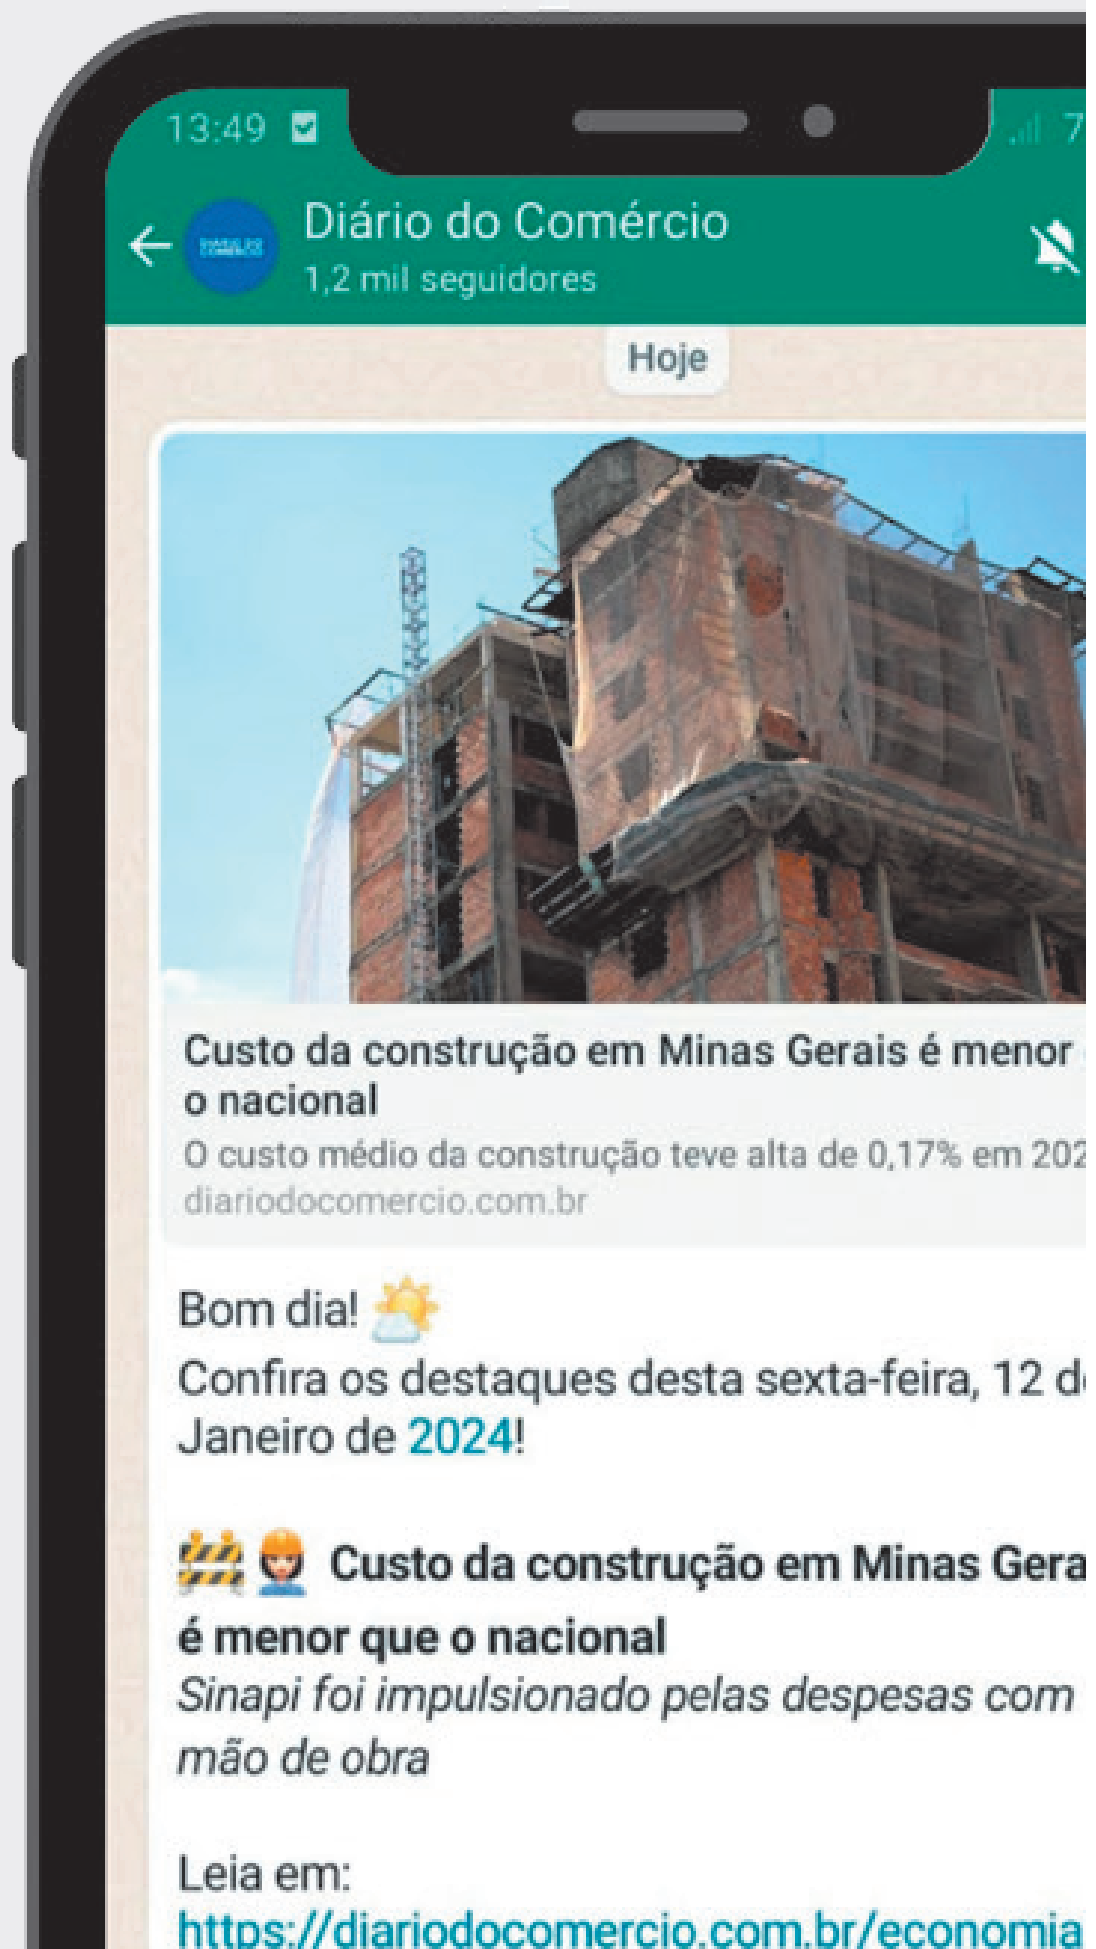 13:49
7
Diário do Comércio
1,2 mil seguidores
Hoje
Custo da construção em Minas Gerais é menor
o nacional
O custo médio da construção teve alta de 0,17% em 202
diariodocomercio.com.br
Bom dia!
Confira os destaques desta sexta-feira, 12 de
Janeiro de 2024!
Custo da construção em Minas Gera
é menor que o nacional
Sinapi foi impulsionado pelas despesas com
mão de obra
Leia em:
https://diariodocomercio.com.br/economia